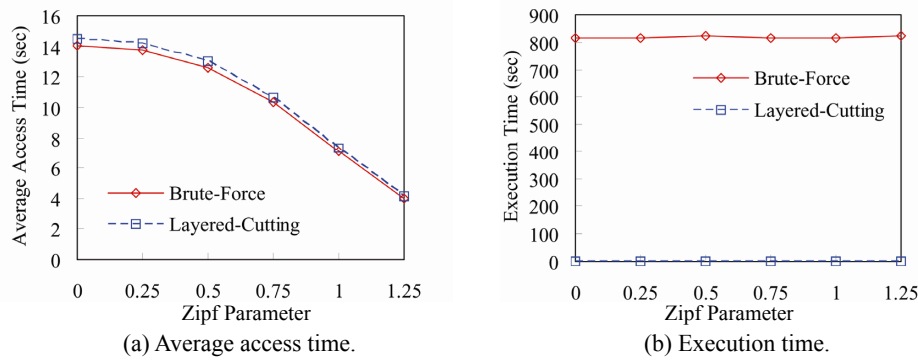 16
14
12
10
8
6
4
2
0
Average Access Time (sec)
Brute-Force
Layered-Cutting
0 0.25 0.5 0.75 1 1.25
Zipf Parameter
(a) Average access time.
900
800
700
600
500
400
300
200
100
0
Execution Time (sec)
Brute-Force
Layered-Cutting
0 0.25 0.5 0.75 1 1.25
Zipf Parameter
(b) Execution time.